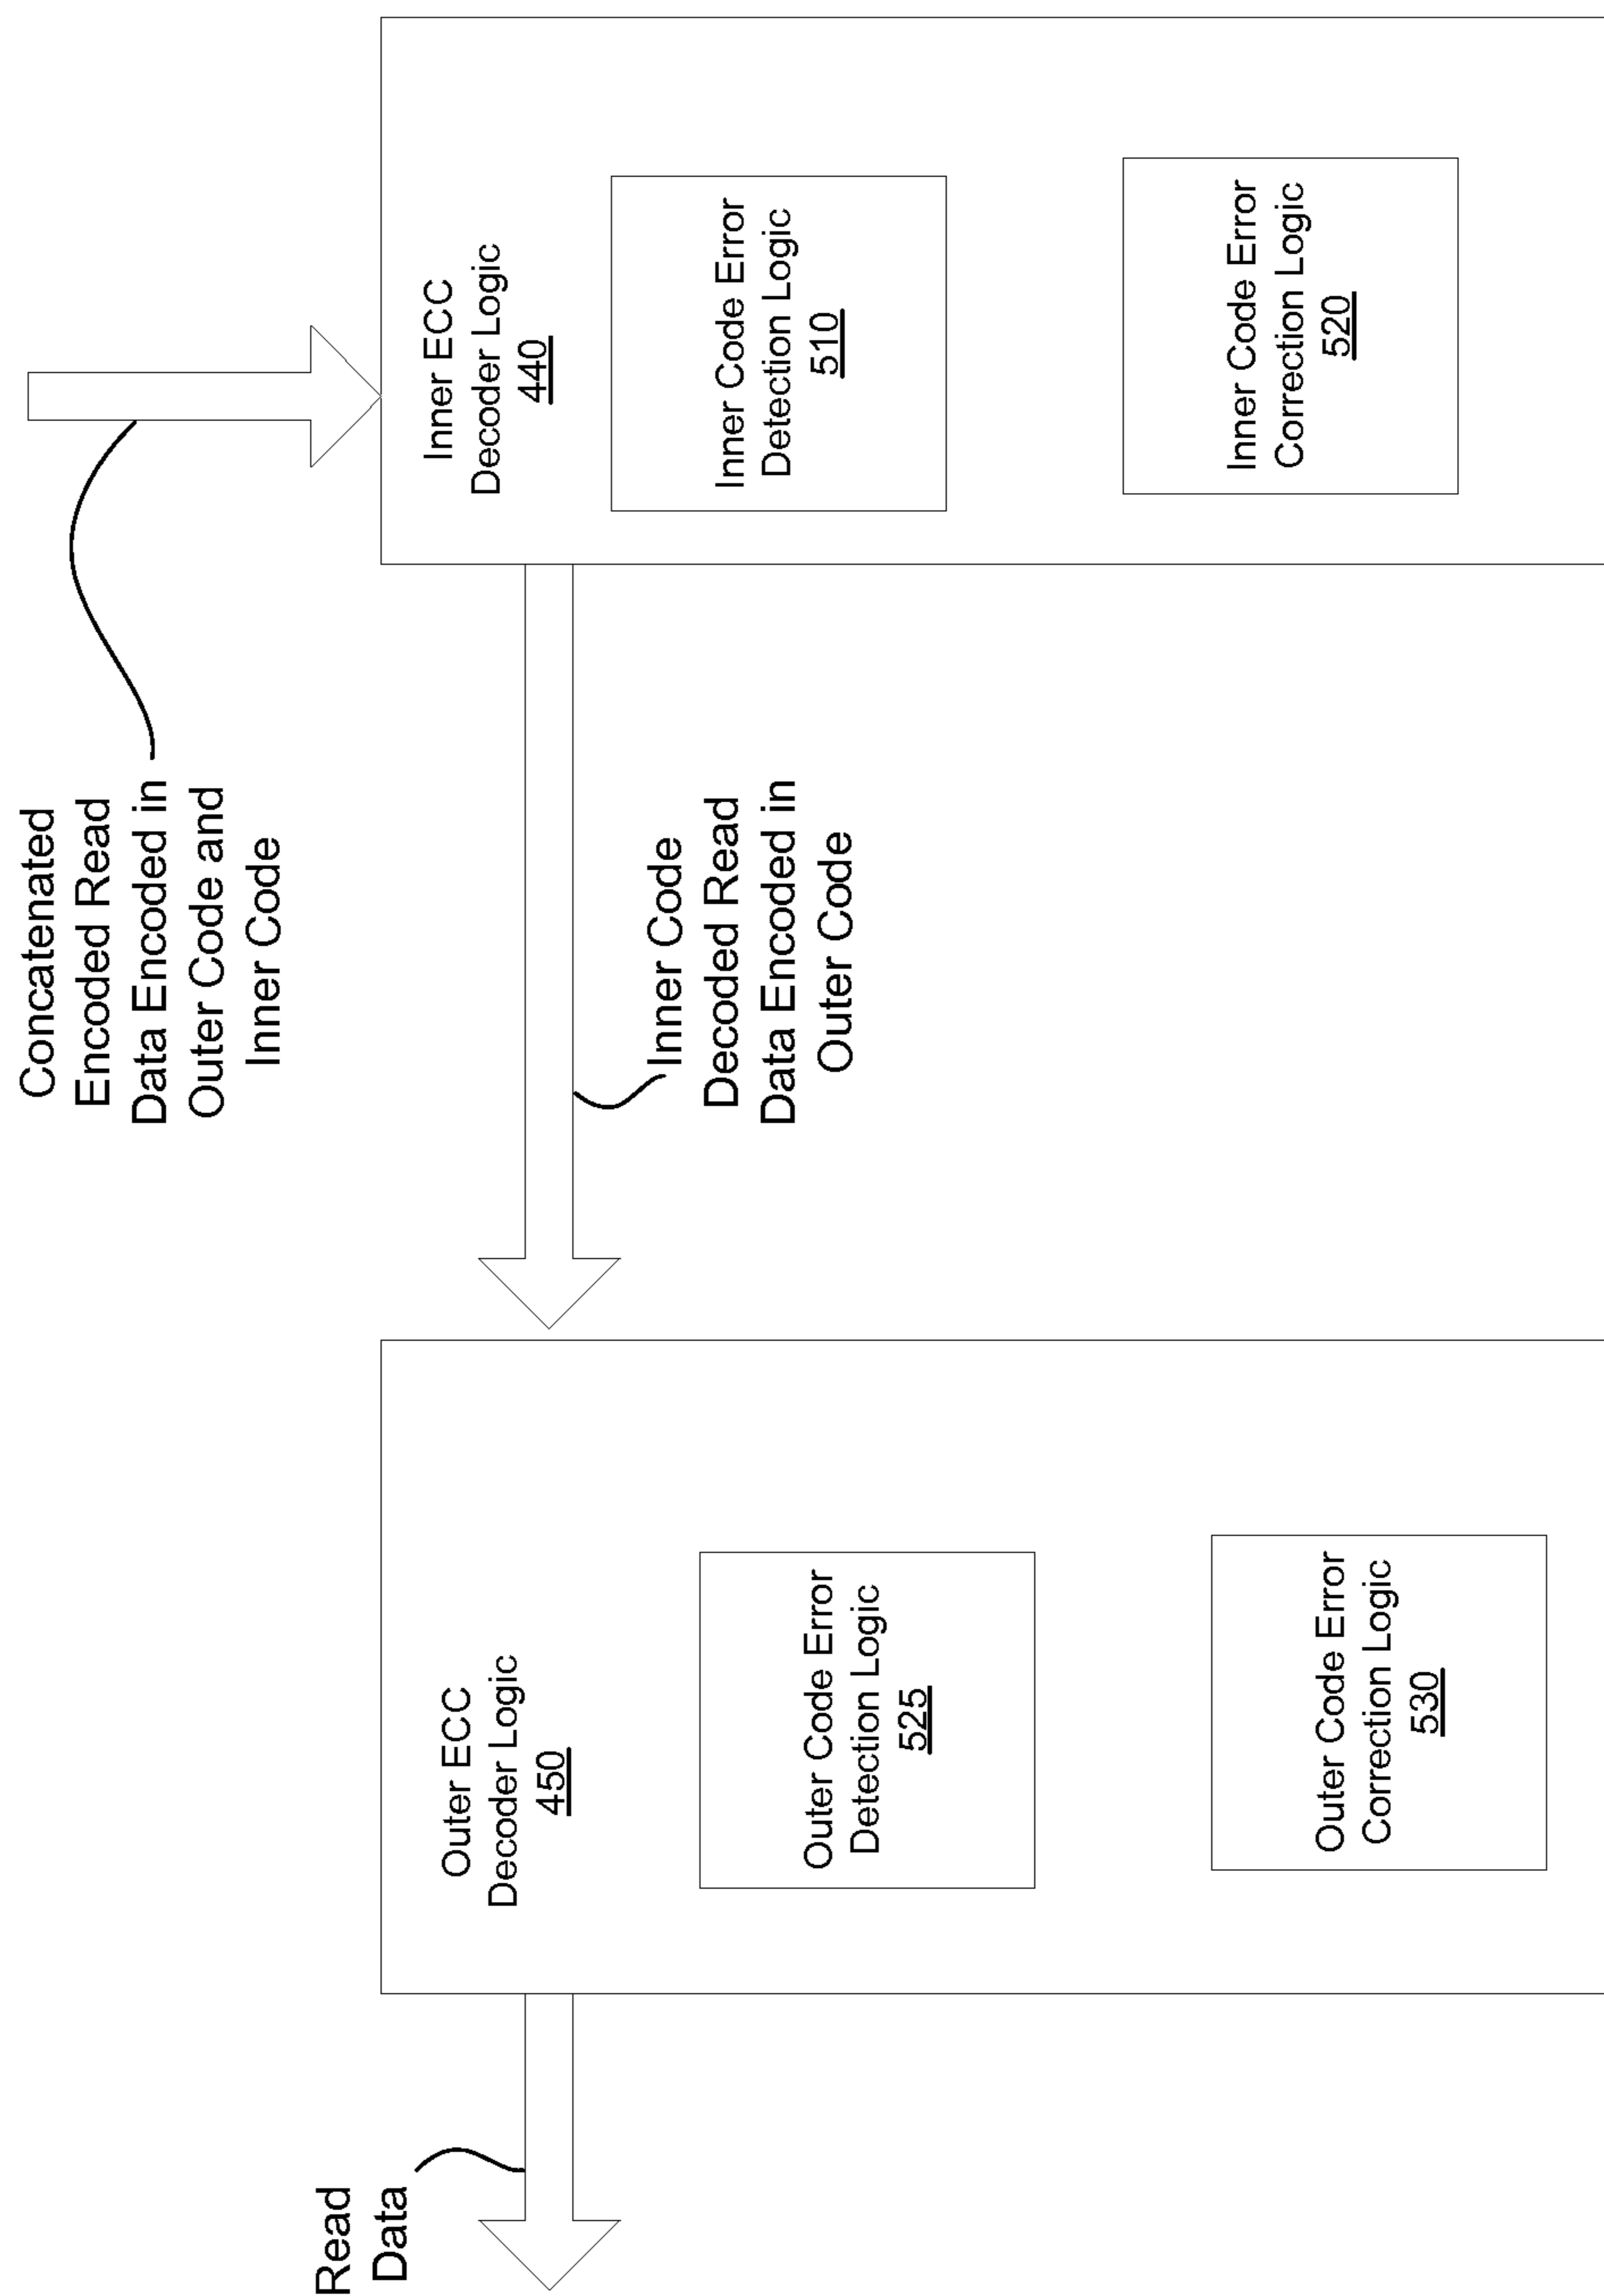 Concatenated
Encoded Read
Data Encoded in
Outer Code and
Inner Code
Inner ECC
Decoder Logic
440
Inner Code Error
Detection Logic
510
Inner Code Error
Correction Logic
520
Inner Code
Decoded Read
Data Encoded in
Outer Code
Outer ECC
Decoder Logic
450
Outer Code Error
Detection Logic
525
Outer Code Error
Correction Logic
530
Read
Data